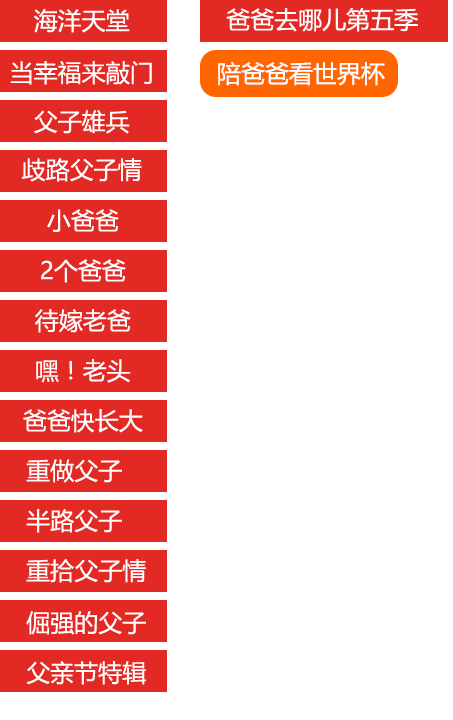 海洋天堂
当幸福来敲门
父子雄兵
歧路父子情
小爸爸
2个爸爸
待嫁老爸
嘿！老头
爸爸快长大
重做父子
半路父子
重拾父子情
倔强的父子
父亲节特辑
爸爸去哪儿第五季
陪爸爸看世界杯